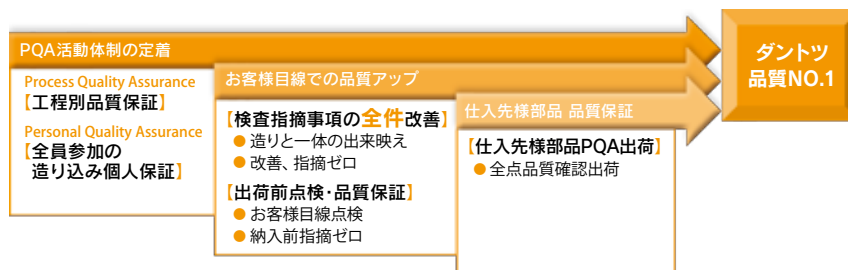 PQA活動体制の定着
Process Quality Assurance
【工程別品質保証】
Personal Quality Assurance
【全員参加の
造り込み個人保証】
お客様目線での品質アップ
【検査指摘事項の全件改善】
● 造りと一体の出来映え
● 改善、指摘ゼロ
【出荷前点検・品質保証】
● お客様目線点検
● 納入前指摘ゼロ
仕入先様部品 品質保証
【仕入先様部品PQA出荷】
● 全点品質確認出荷
ダントツ
品質NO.1